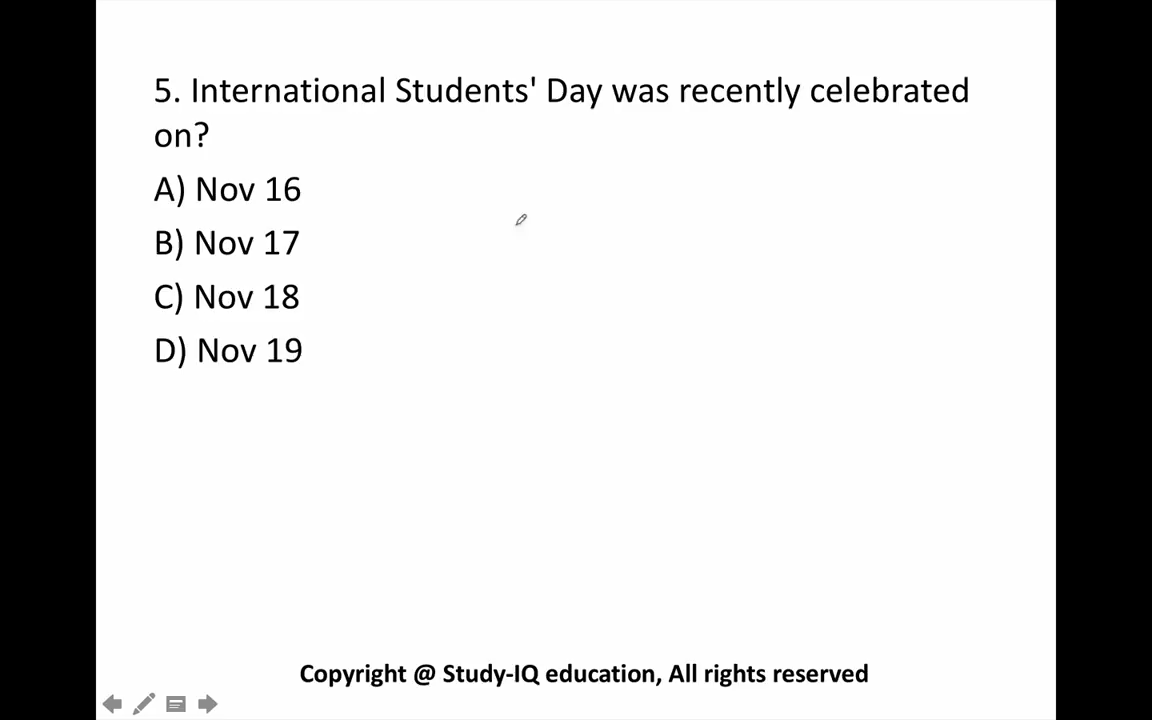 5. International Students' Day was recently celebrated
on?
A) Nov 16
B) Nov 17
C) Nov 18
D) Nov 19
Copyright @ Study-IQ education, All rights reserved